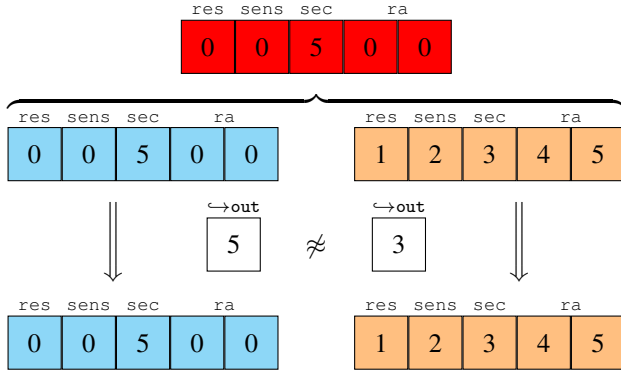 res sens sec ra
0 0 5 0 0
res sens sec ra res sens sec ra
0 0 5 0 0 1 2 3 4 5
↪out ↪out
5 ≉ 3
res sens sec ra res sens sec ra
0 0 5 0 0 1 2 3 4 5